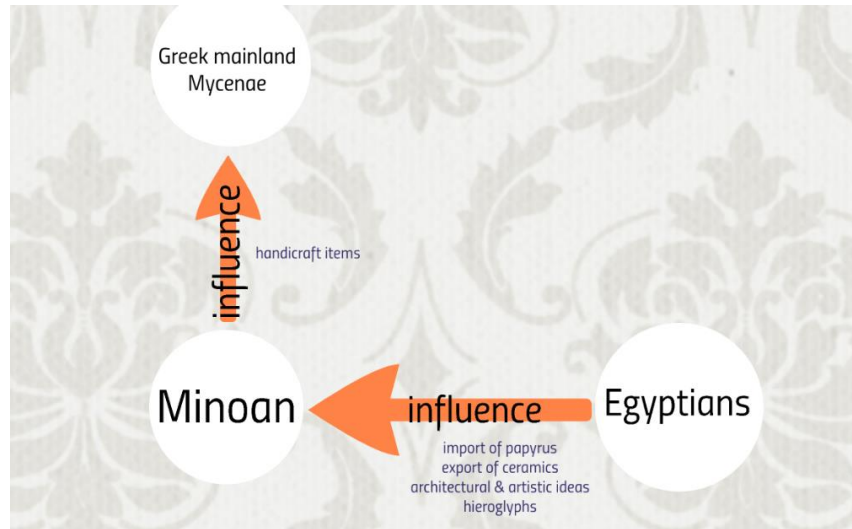 Greek mainland
Mycenae
influence
handicraft items
Minoan
influence
Egyptians
import of papyrus
export of ceramics
architectural & artistic ideas
hieroglyphs